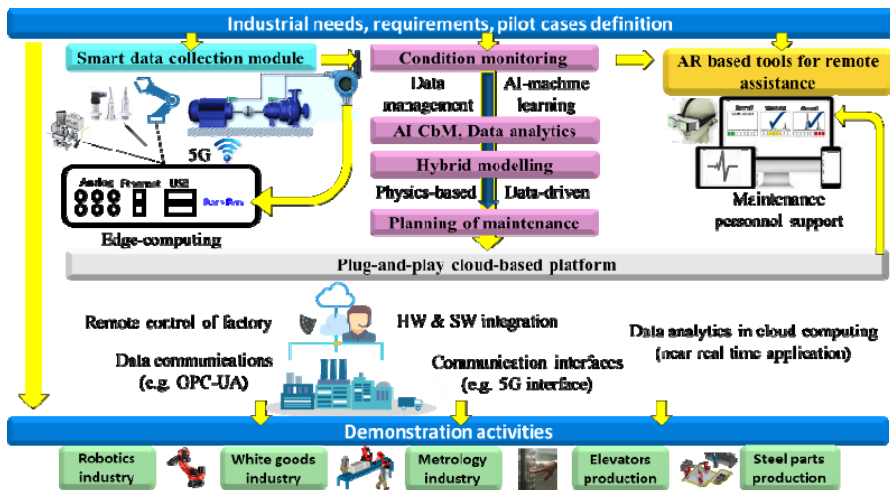 Industrial needs, requirements, pilot cases definition
Smart data collection module
Condition monitoring
AR based tools for remote
assistance
Data
management
AI-machine
learning
AI CbM, Data analytics
5G
Hybrid modelling
Analog Ethernet USB
Physics-based
Data-driven
Maintenance
personnel support
Planning of maintenance
Edge-computing
Plug-and-play cloud-based platform
Remote control of factory
HW & SW integration
Data analytics in cloud computing
(near real time application)
Data communications
(e.g. OPC-UA)
Communication interfaces
(e.g. 5G interface)
Demonstration activities
Robotics
industry
White goods
industry
Metrology
industry
Elevators
production
Steel parts
production